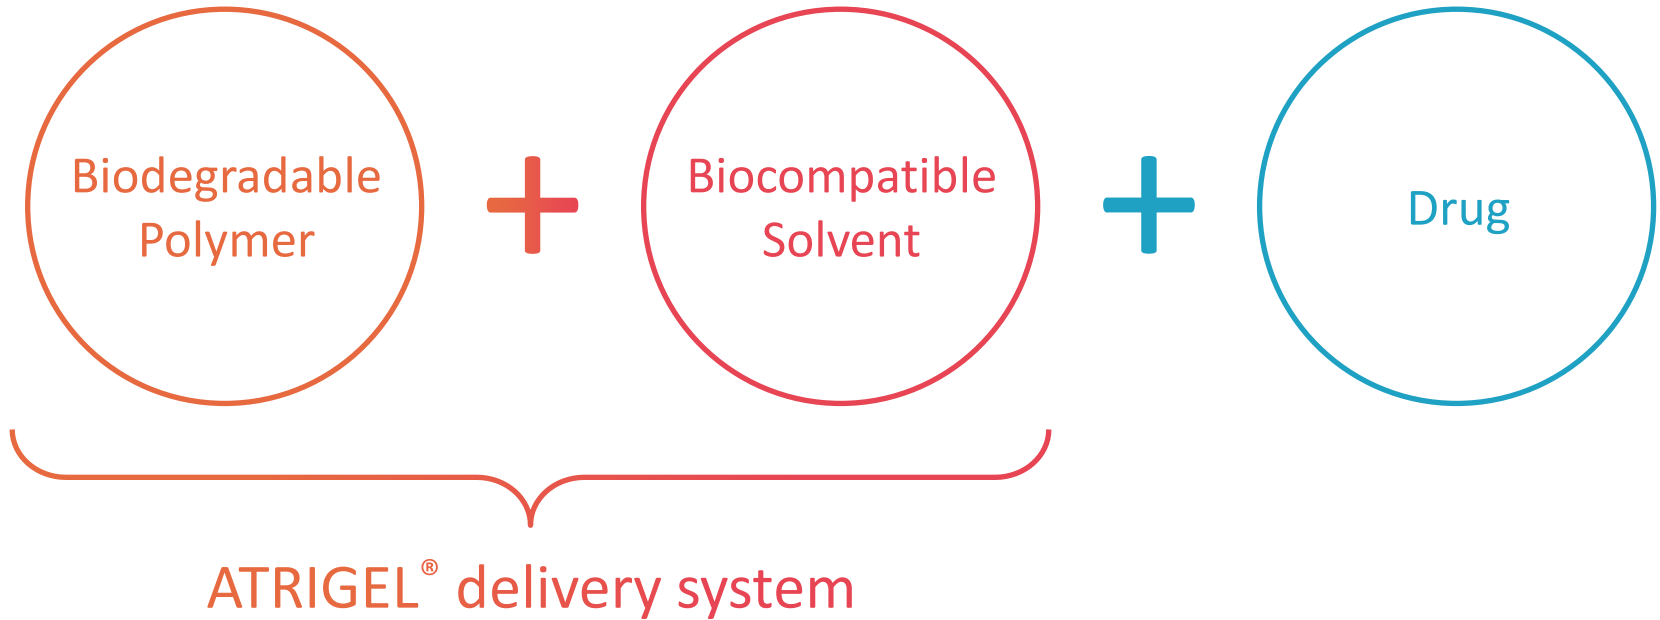 Biodegradable
Polymer
+
Biocompatible
Solvent
+
Drug
ATRIGEL® delivery system